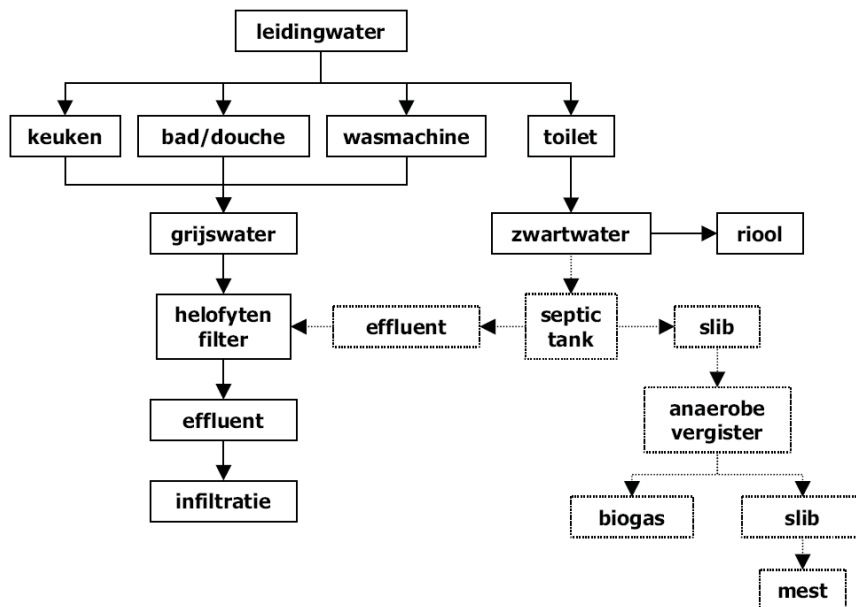 leidingwater
keuken
bad/douche
wasmachine
toilet
grijswater
zwartwater
riool
helofyten
filter
effluent
septic
tank
slib
anaerobe
vergister
effluent
infiltratie
biogas
slib
mest